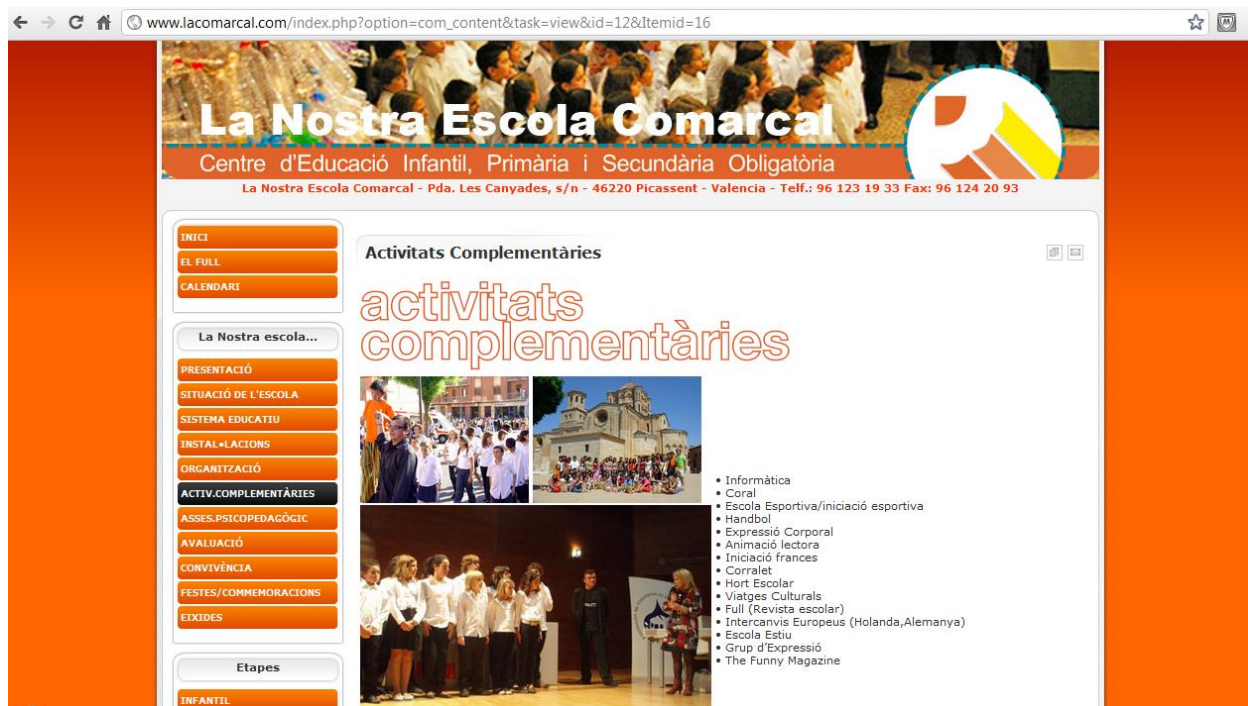 www.lacomarcal.com/index.php?option=com_content&task=view&id=12&Itemid=16
La Nostra Escola Comarcal
Centre d'Educació Infantil, Primària i Secundària Obligatòria
La Nostra Escola Comarcal - Pda. Les Canyades, s/n - 46220 Picassent - Valencia - Telf.: 96 123 19 33 Fax: 96 124 20 93
INICI
EL FULL
CALENDARI
La Nostra escola...
PRESENTACIÓ
SITUACIÓ DE L'ESCOLA
SISTEMA EDUCATIU
INSTAL•LACIONS
ORGANITZACIÓ
ACTIV.COMPLEMENTÀRIES
ASSES.PSICOPEDAGÒGIC
AVALUACIÓ
CONVIVÈNCIA
FESTES/COMMEMORACIONS
EIXIDES
Etapes
INFANTIL
Activitats Complementàries
activitats
complementàries
• Informàtica
• Coral
• Escola Esportiva/iniciació esportiva
• Handbol
• Expressió Corporal
• Animació lectora
• Iniciació frances
• Corralet
• Hort Escolar
• Viatges Culturals
• Full (Revista escolar)
• Intercanvis Europeus (Holanda,Alemanya)
• Escola Estiu
• Grup d'Expressió
• The Funny Magazine